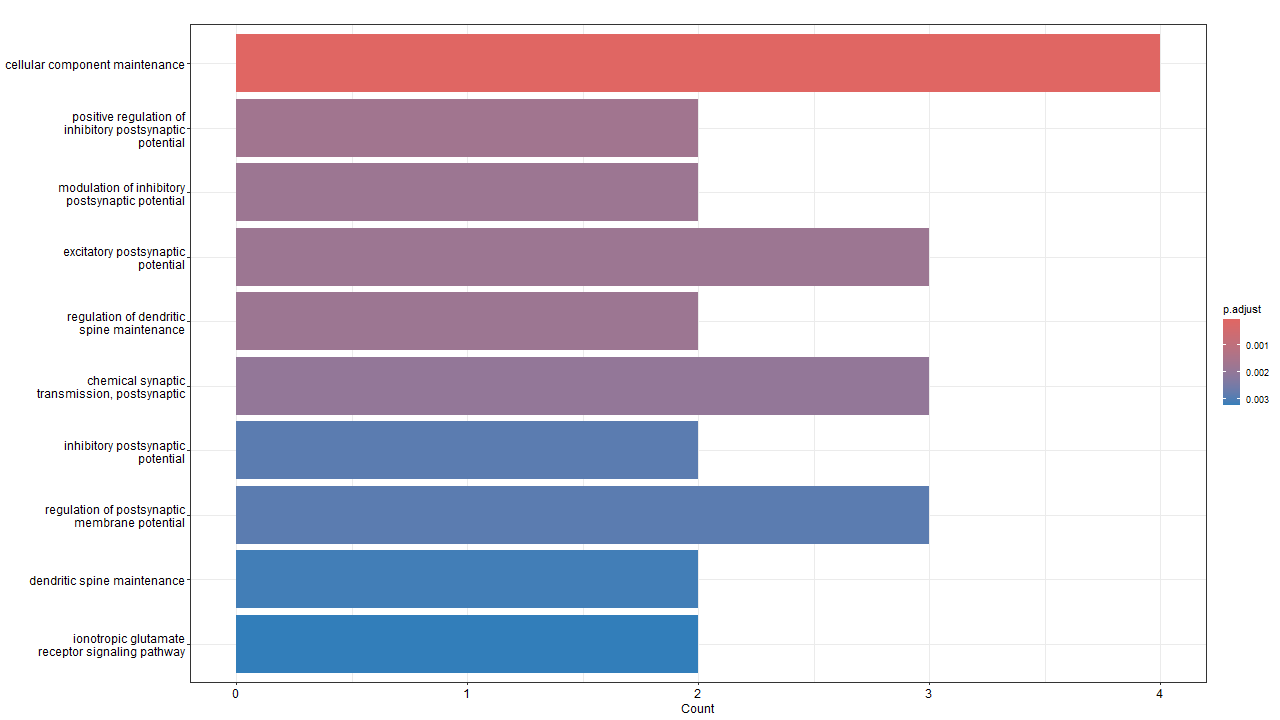 cellular component maintenance
positive regulation of
inhibitory postsynaptic
potential
modulation of inhibitory
postsynaptic potential
excitatory postsynaptic
potential
regulation of dendritic
spine maintenance
chemical synaptic
transmission, postsynaptic
inhibitory postsynaptic
potential
regulation of postsynaptic
membrane potential
dendritic spine maintenance
ionotropic glutamate
receptor signaling pathway
0 1 2 3 4
Count
p.adjust
0.001
0.002
0.003